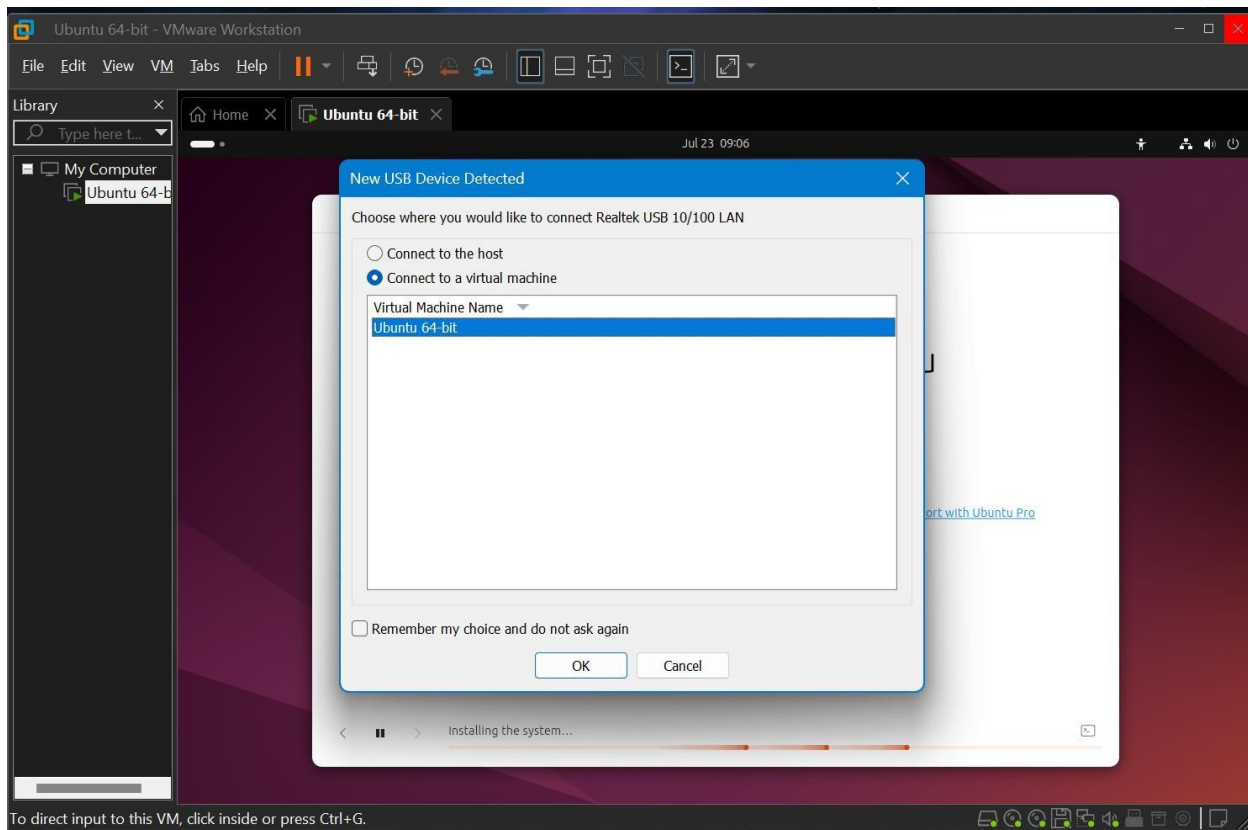 Ubuntu 64-bit - VMware Workstation
File Edit View VM Tabs Help
Library
Type here t...
My Computer
Ubuntu 64-b
Home
Ubuntu 64-bit
Jul 23 09:06
New USB Device Detected
Choose where you would like to connect Realtek USB 10/100 LAN
Connect to the host
Connect to a virtual machine
Virtual Machine Name
Ubuntu 64-bit
Remember my choice and do not ask again
OK Cancel
ort with Ubuntu Pro
Installing the system...
To direct input to this VM, click inside or press Ctrl+G.